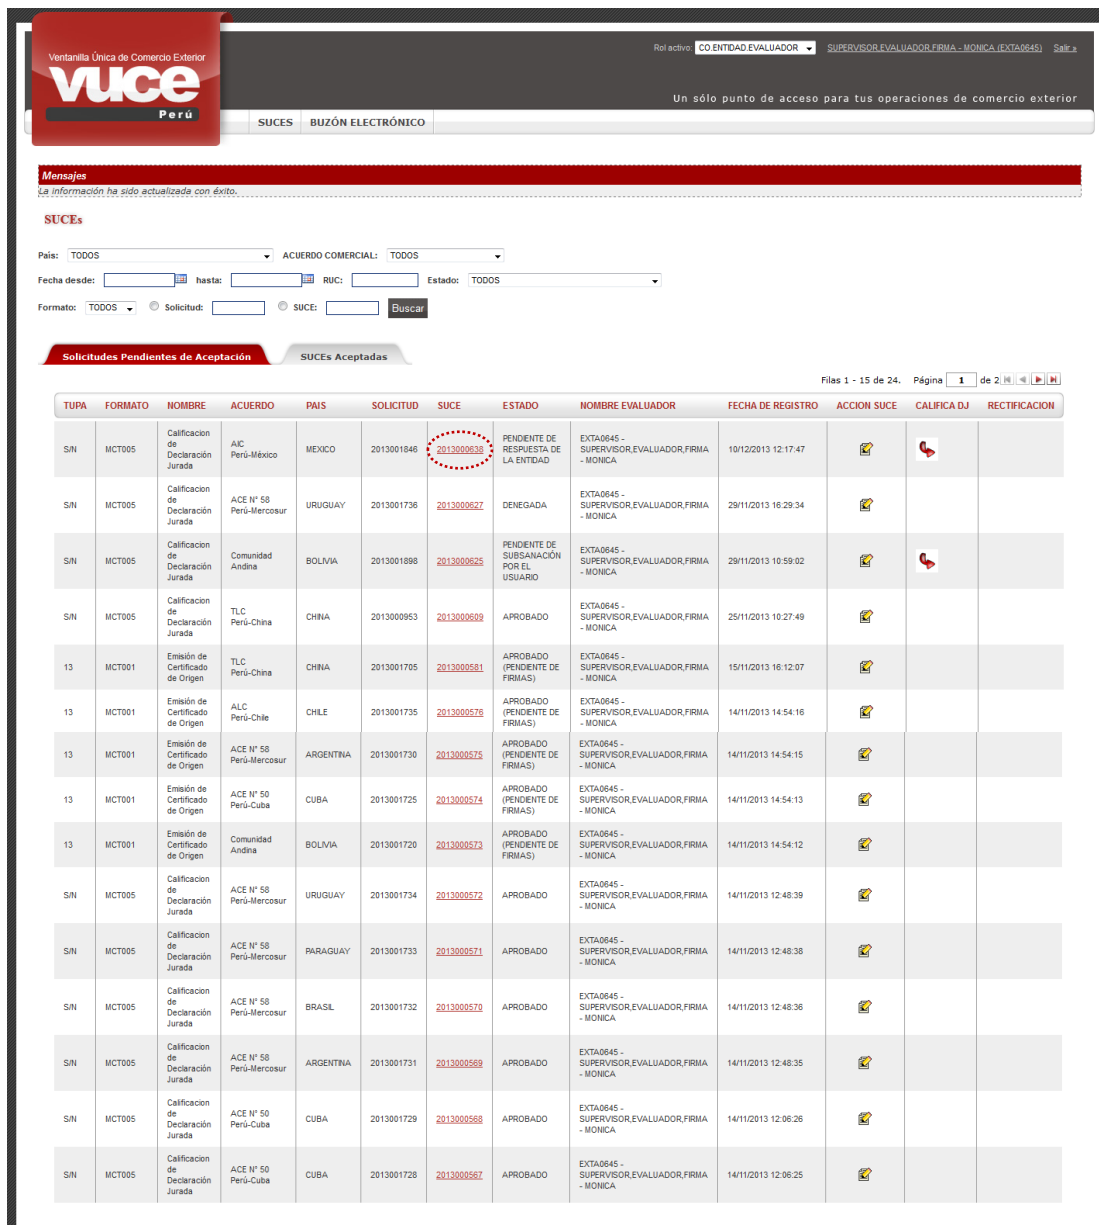 Ventanilla Única de Comercio Exterior
vuce
Perú
Rol activo: CO.ENTIDAD.EVALUADOR SUPERVISOR,EVALUADOR,FIRMA - MONICA (EXTA0645) Salir »
Un sólo punto de acceso para tus operaciones de comercio exterior
SUCES BUZÓN ELECTRÓNICO
Mensajes
La información ha sido actualizada con éxito.
SUCEs
País: TODOS ACUERDO COMERCIAL: TODOS
Fecha desde: hasta: RUC: Estado: TODOS
Formato: TODOS Solicitud: SUCE: Buscar
Solicitudes Pendientes de Aceptación SUCEs Aceptadas
Filas 1 - 15 de 24. Página 1 de 2
TUPA FORMATO NOMBRE ACUERDO PAIS SOLICITUD SUCE ESTADO NOMBRE EVALUADOR FECHA DE REGISTRO ACCION SUCE CALIFICA DJ RECTIFICACION
S/N MCT005 Calificacion de Declaración Jurada AIC Perú-México MEXICO 2013001846 2013000638 PENDIENTE DE RESPUESTA DE LA ENTIDAD EXTA0645 - SUPERVISOR,EVALUADOR,FIRMA - MONICA 10/12/2013 12:17:47
S/N MCT005 Calificacion de Declaración Jurada ACE N° 58 Perú-Mercosur URUGUAY 2013001736 2013000627 DENEGADA EXTA0645 - SUPERVISOR,EVALUADOR,FIRMA - MONICA 29/11/2013 16:29:34
S/N MCT005 Calificacion de Declaración Jurada Comunidad Andina BOLIVIA 2013001898 2013000625 PENDIENTE DE SUBSANACIÓN POR EL USUARIO EXTA0645 - SUPERVISOR,EVALUADOR,FIRMA - MONICA 29/11/2013 10:59:02
S/N MCT005 Calificacion de Declaración Jurada TLC Perú-China CHINA 2013000953 2013000609 APROBADO EXTA0645 - SUPERVISOR,EVALUADOR,FIRMA - MONICA 25/11/2013 10:27:49
13 MCT001 Emisión de Certificado de Origen TLC Perú-China CHINA 2013001705 2013000581 APROBADO (PENDIENTE DE FIRMAS) EXTA0645 - SUPERVISOR,EVALUADOR,FIRMA - MONICA 15/11/2013 16:12:07
13 MCT001 Emisión de Certificado de Origen ALC Perú-Chile CHILE 2013001735 2013000576 APROBADO (PENDIENTE DE FIRMAS) EXTA0645 - SUPERVISOR,EVALUADOR,FIRMA - MONICA 14/11/2013 14:54:16
13 MCT001 Emisión de Certificado de Origen ACE N° 58 Perú-Mercosur ARGENTINA 2013001730 2013000575 APROBADO (PENDIENTE DE FIRMAS) EXTA0645 - SUPERVISOR,EVALUADOR,FIRMA - MONICA 14/11/2013 14:54:15
13 MCT001 Emisión de Certificado de Origen ACE N° 50 Perú-Cuba CUBA 2013001725 2013000574 APROBADO (PENDIENTE DE FIRMAS) EXTA0645 - SUPERVISOR,EVALUADOR,FIRMA - MONICA 14/11/2013 14:54:13
13 MCT001 Emisión de Certificado de Origen Comunidad Andina BOLIVIA 2013001720 2013000573 APROBADO (PENDIENTE DE FIRMAS) EXTA0645 - SUPERVISOR,EVALUADOR,FIRMA - MONICA 14/11/2013 14:54:12
S/N MCT005 Calificacion de Declaración Jurada ACE N° 58 Perú-Mercosur URUGUAY 2013001734 2013000572 APROBADO EXTA0645 - SUPERVISOR,EVALUADOR,FIRMA - MONICA 14/11/2013 12:48:39
S/N MCT005 Calificacion de Declaración Jurada ACE N° 58 Perú-Mercosur PARAGUAY 2013001733 2013000571 APROBADO EXTA0645 - SUPERVISOR,EVALUADOR,FIRMA - MONICA 14/11/2013 12:48:38
S/N MCT005 Calificacion de Declaración Jurada ACE N° 58 Perú-Mercosur BRASIL 2013001732 2013000570 APROBADO EXTA0645 - SUPERVISOR,EVALUADOR,FIRMA - MONICA 14/11/2013 12:48:36
S/N MCT005 Calificacion de Declaración Jurada ACE N° 58 Perú-Mercosur ARGENTINA 2013001731 2013000569 APROBADO EXTA0645 - SUPERVISOR,EVALUADOR,FIRMA - MONICA 14/11/2013 12:48:35
S/N MCT005 Calificacion de Declaración Jurada ACE N° 50 Perú-Cuba CUBA 2013001729 2013000568 APROBADO EXTA0645 - SUPERVISOR,EVALUADOR,FIRMA - MONICA 14/11/2013 12:06:26
S/N MCT005 Calificacion de Declaración Jurada ACE N° 50 Perú-Cuba CUBA 2013001728 2013000567 APROBADO EXTA0645 - SUPERVISOR,EVALUADOR,FIRMA - MONICA 14/11/2013 12:06:25